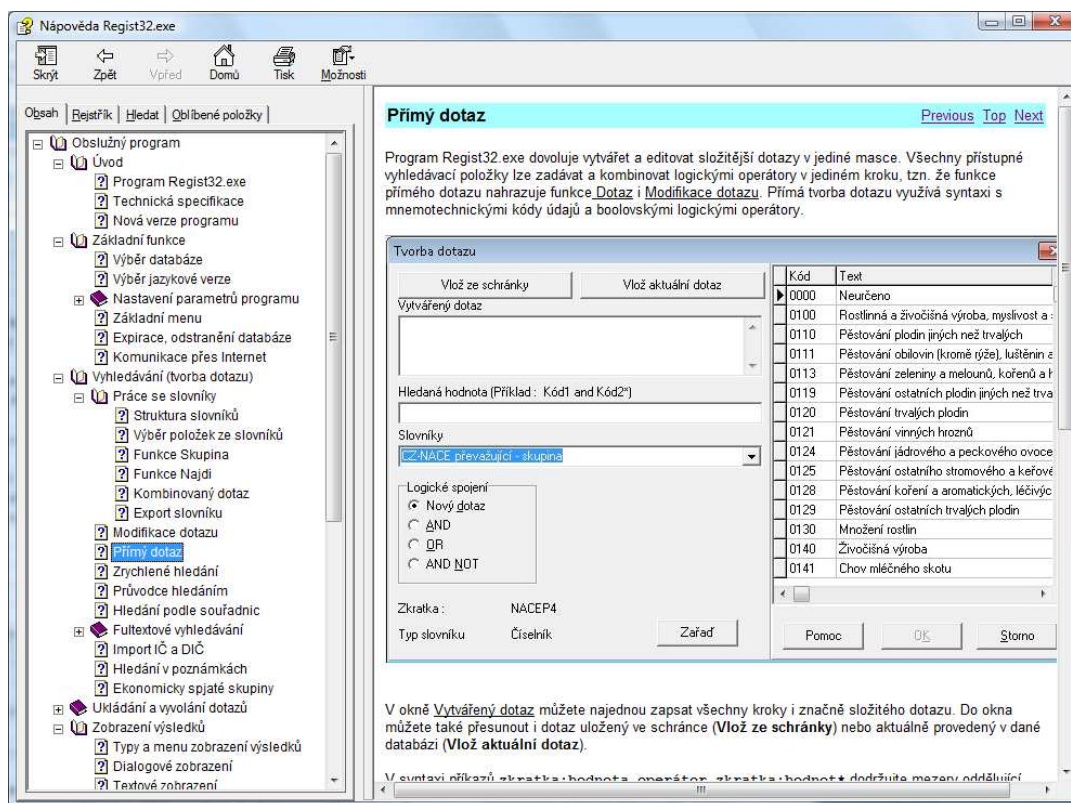 Nápověda Regist32.exe
Skrýt Zpět Vpřed Domů Tisk Možnosti
Obsah Rejstřík Hledat Oblíbené položky
Obslužný program
Úvod
Program Regist32.exe
Technická specifikace
Nová verze programu
Základní funkce
Výběr databáze
Výběr jazykové verze
Nastavení parametrů programu
Základní menu
Expirace, odstranění databáze
Komunikace přes Internet
Vyhledávání (tvorba dotazu)
Práce se slovníky
Struktura slovníků
Výběr položek ze slovníků
Funkce Skupina
Funkce Najdi
Kombinovaný dotaz
Export slovníku
Modifikace dotazu
Přímý dotaz
Zrychlené hledání
Průvodce hledáním
Hledání podle souřadnic
Fultextové vyhledávání
Import IČ a DIČ
Hledání v poznámkách
Ekonomicky spjaté skupiny
Ukládání a vyvolání dotazů
Zobrazení výsledků
Typy a menu zobrazení výsledků
Dialogové zobrazení
Textové zobrazení
Přímý dotaz Previous Top Next
Program Regist32.exe dovoluje vytvářet a editovat složitější dotazy v jediné masce. Všechny přístupné
vyhledávací položky lze zadávat a kombinovat logickými operátory v jediném kroku, tzn. že funkce
přímého dotazu nahrazuje funkce Dotaz i Modifikace dotazu. Přímá tvorba dotazu využívá syntaxi s
mnemotechnickými kódy údajů a boolovskými logickými operátory.
Tvorba dotazu
Vlož ze schránky Vlož aktuální dotaz
Vytvářený dotaz
Hledaná hodnota (Příklad : Kód1 and Kód2*)
Slovníky
CZ-NACE převažující - skupina
Logické spojení
Nový dotaz
AND
OR
AND NOT
Zkratka : NACEP4
Typ slovníku Číselník Zařaď
Kód Text
0000 Neurčeno
0100 Rostlinná a živočišná výroba, myslivost a
0110 Pěstování plodin jiných než trvalých
0111 Pěstování obilovin (kromě rýže), luštěnin a
0113 Pěstování zeleniny a melounů, kořenů a h
0119 Pěstování ostatních plodin jiných než trva
0120 Pěstování trvalých plodin
0121 Pěstování vinných hroznů
0124 Pěstování jádrového a peckového ovoce
0125 Pěstování ostatního stromového a keřové
0128 Pěstování koření a aromatických, léčivýc
0129 Pěstování ostatních trvalých plodin
0130 Množení rostlin
0140 Živočišná výroba
0141 Chov mléčného skotu
Pomoc OK Storno
V okně Vytvářený dotaz můžete najednou zapsat všechny kroky i značně složitého dotazu. Do okna
můžete také přesunout i dotaz uložený ve schránce (Vlož ze schránky) nebo aktuálně provedený v dané
databázi (Vlož aktuální dotaz).
V syntaxi příkazů zkratka:hodnota operátor zkratka:hodnot* dodržujte mezery oddělující